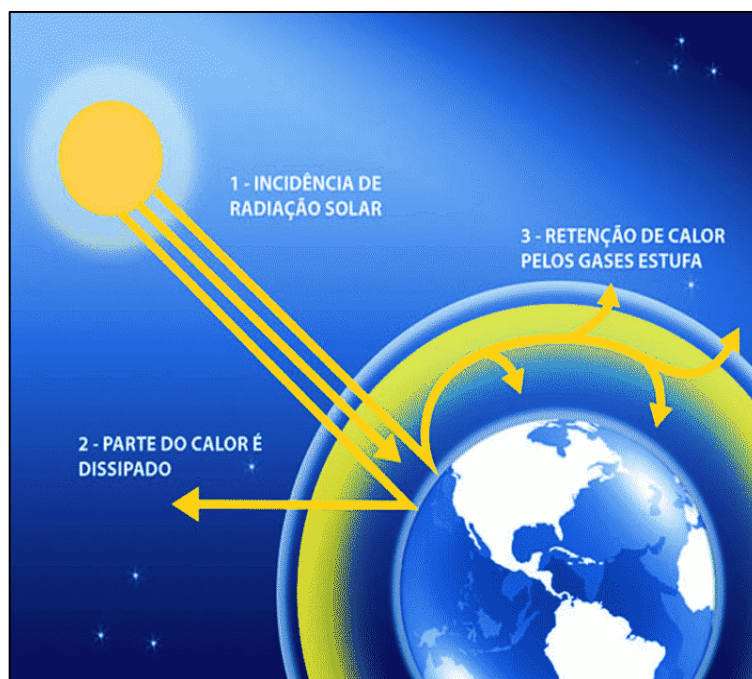 1 - INCIDÊNCIA DE
RADIAÇÃO SOLAR
3 - RETENÇÃO DE CALOR
PELOS GASES ESTUFA
2 - PARTE DO CALOR É
DISSIPADO